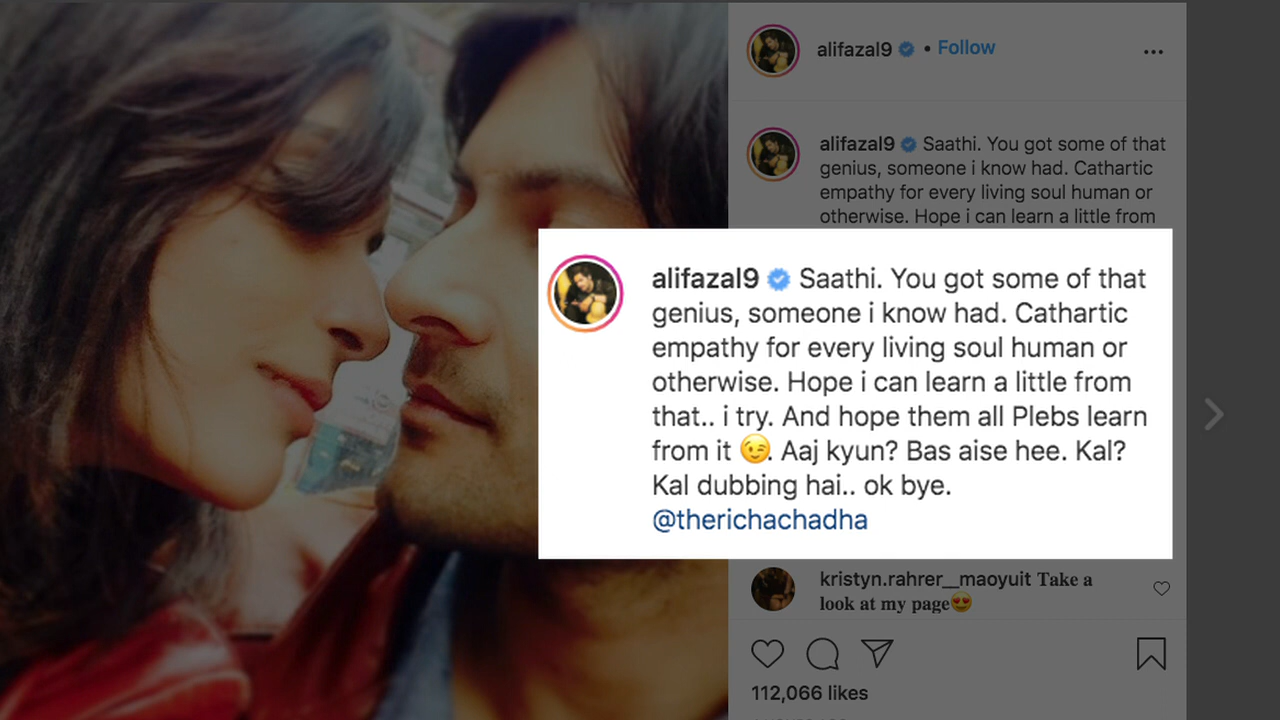 alifazal9 • Follow
alifazal9 Saathi. You got some of that
genius, someone i know had. Cathartic
empathy for every living soul human or
otherwise. Hope i can learn a little from
alifazal9 Saathi. You got some of that
genius, someone i know had. Cathartic
empathy for every living soul human or
otherwise. Hope i can learn a little from
that.. i try. And hope them all Plebs learn
from it 😉. Aaj kyun? Bas aise hee. Kal?
Kal dubbing hai.. ok bye.
@therichachadha
kristyn.rahrer__maoyuit Take a
look at my page😍
112,066 likes